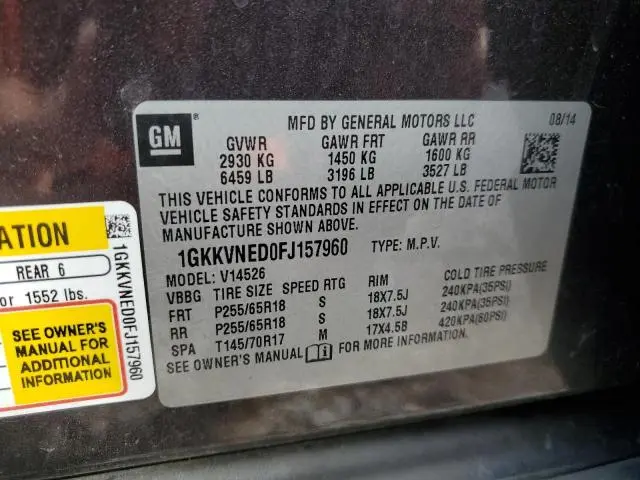 GM
MFD BY GENERAL MOTORS LLC 08/14
GVWR GAWR FRT GAWR RR
2930 KG 1450 KG 1600 KG
6459 LB 3196 LB 3527 LB
THIS VEHICLE CONFORMS TO ALL APPLICABLE U.S. FEDERAL MOTOR
VEHICLE SAFETY STANDARDS IN EFFECT ON THE DATE OF
MANUFACTURE SHOWN ABOVE.
1GKKVNED0FJ157960 TYPE: M.P.V.
MODEL: V14526
VBBG TIRE SIZE SPEED RTG RIM COLD TIRE PRESSURE
FRT P255/65R18 S 18X7.5J 240KPA(35PSI)
RR P255/65R18 S 18X7.5J 240KPA(35PSI)
SPA T145/70R17 M 17X4.5B 420KPA(60PSI)
SEE OWNER'S MANUAL FOR MORE INFORMATION.
ATION
REAR 6
or 1552 lbs.
SEE OWNER'S
MANUAL FOR
ADDITIONAL
INFORMATION
1GKKVNED0FJ157960